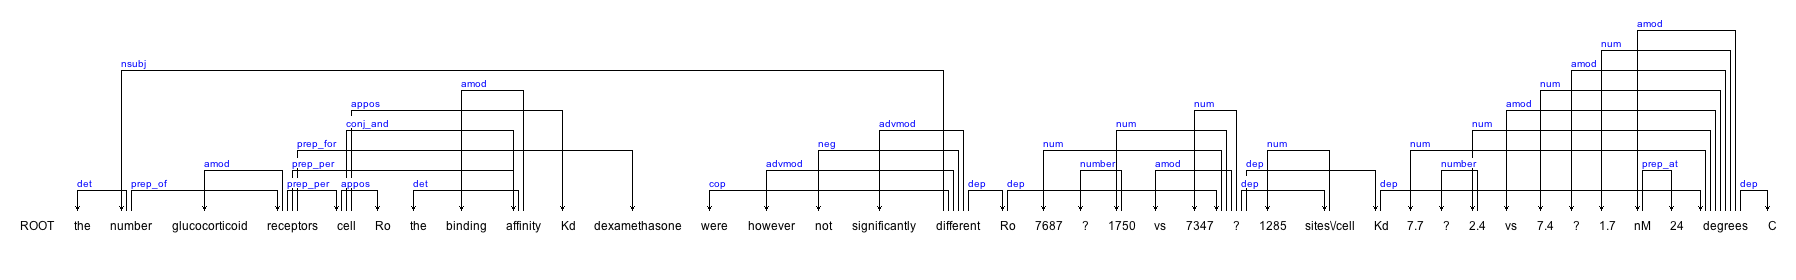 amod
num
nsubj amod
amod num
appos num amod
conj_and advmod num num
prep_for neg num num num
amod prep_per advmod number amod dep number prep_at
det prep_of prep_per appos det cop dep dep dep dep dep
ROOT the number glucocorticoid receptors cell Ro the binding affinity Kd dexamethasone were however not significantly different Ro 7687 ? 1750 vs 7347 ? 1285 sites\/cell Kd 7.7 ? 2.4 vs 7.4 ? 1.7 nM 24 degrees C